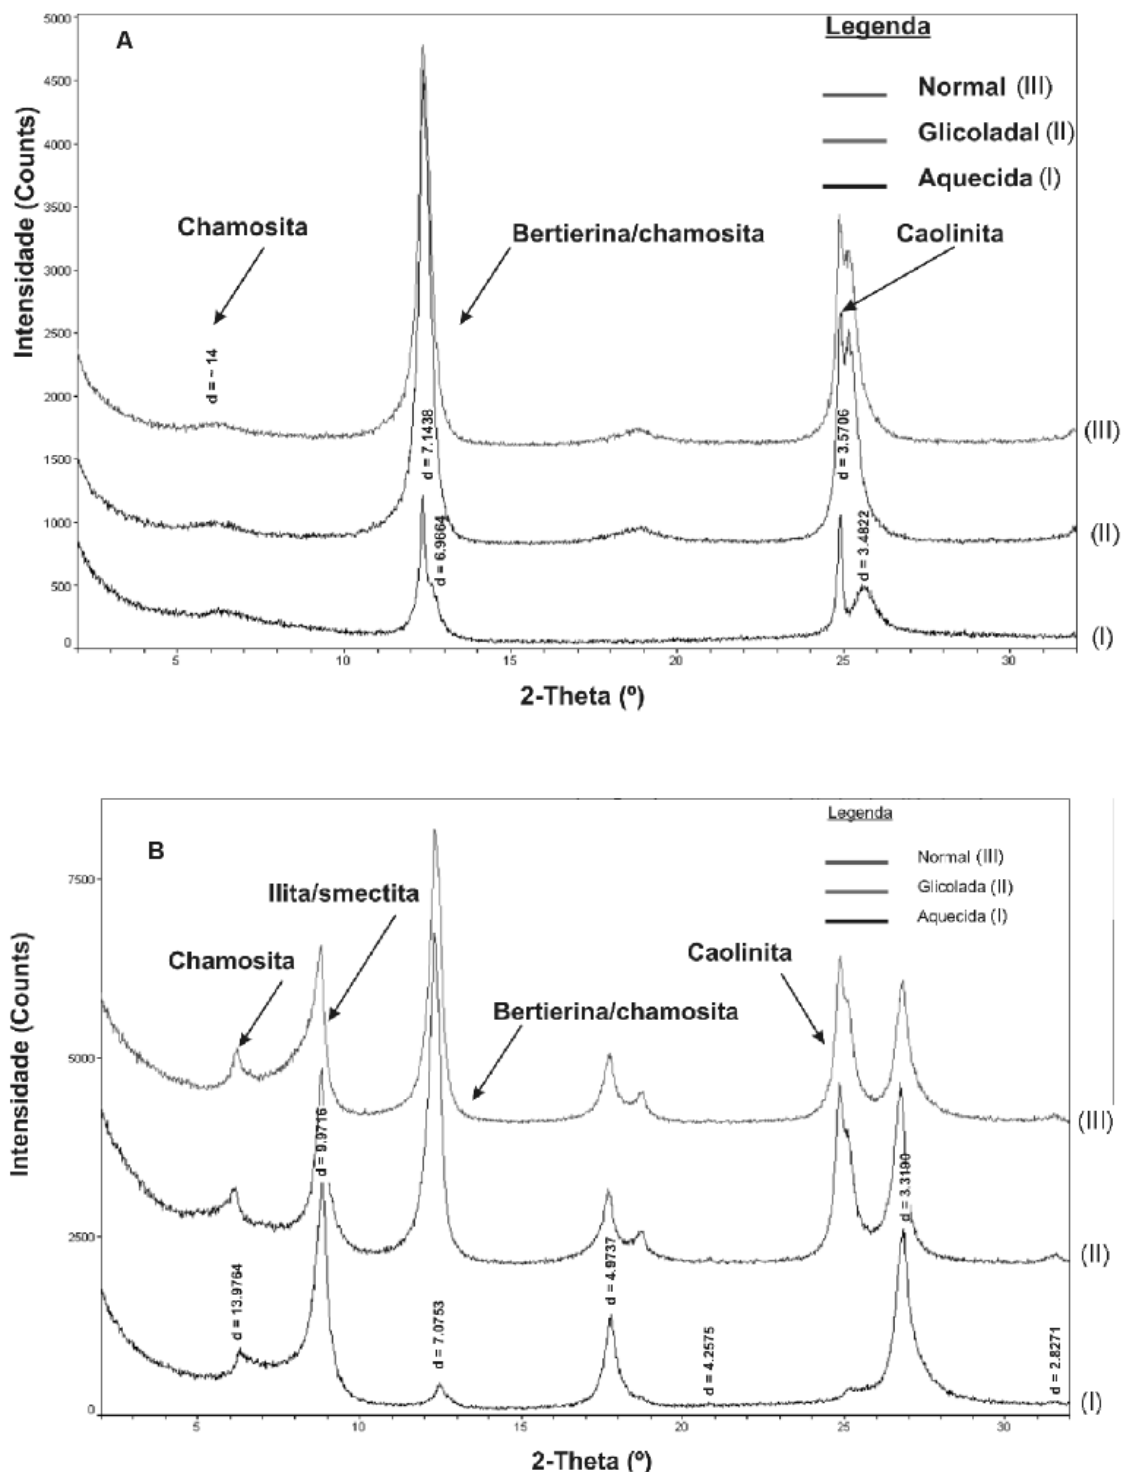 A
Legenda
Normal (III)
Glicoladal (II)
Aquecida (I)
Chamosita
Bertierina/chamosita
Caolinita
Intensidade (Counts)
5000
4500
4000
3500
3000
2500
2000
1500
1000
500
0
d = ~ 14
d = 7.1438
d = 6.9664
d = 3.5706
d = 3.4822
(III)
(II)
(I)
5
10
15
20
25
30
2-Theta (º)
B
Legenda
Normal (III)
Glicolada (II)
Aquecida (I)
Ilita/smectita
Chamosita
Caolinita
Bertierina/chamosita
Intensidade (Counts)
7500
5000
2500
0
d = 13.9764
d = 9.9716
d = 7.0753
d = 4.9737
d = 4.2575
d = 3.3190
d = 2.8271
(III)
(II)
(I)
5
10
15
20
25
30
2-Theta (º)